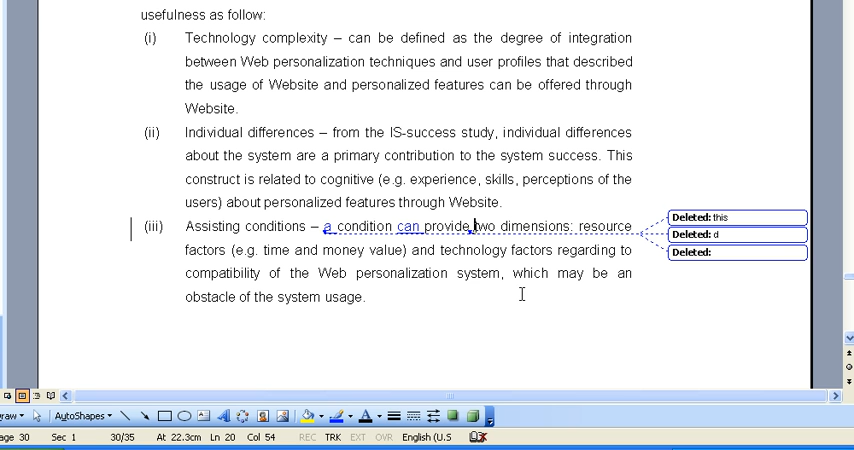 usefulness as follow:
(i) Technology complexity – can be defined as the degree of integration
between Web personalization techniques and user profiles that described
the usage of Website and personalized features can be offered through
Website.
(ii) Individual differences – from the IS-success study, individual differences
about the system are a primary contribution to the system success. This
construct is related to cognitive (e.g. experience, skills, perceptions of the
users) about personalized features through Website.
(iii) Assisting conditions – a condition can provide two dimensions: resource
factors (e.g. time and money value) and technology factors regarding to
compatibility of the Web personalization system, which may be an
obstacle of the system usage.
Deleted: this
Deleted: d
Deleted:
raw AutoShapes
age 30 Sec 1 30/35 At 22.3cm Ln 20 Col 54 REC TRK EXT OVR English (U.S